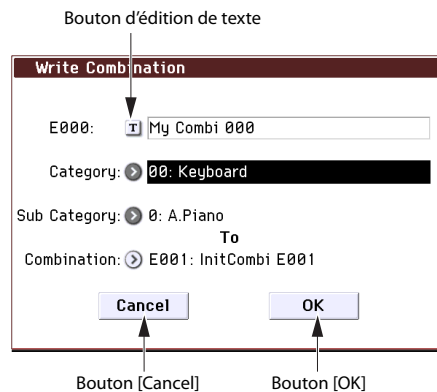 Bouton d’édition de texte
Write Combination
E000: T My Combi 000
Category: 00: Keyboard
Sub Category: 0: A.Piano
To
Combination: E001: InitCombi E001
Cancel OK
Bouton [Cancel] Bouton [OK]